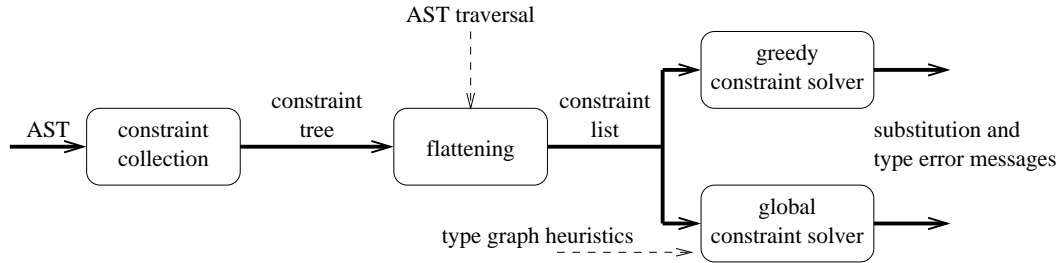 AST traversal
greedy
constraint solver
AST
constraint
collection
constraint
tree
flattening
constraint
list
substitution and
type error messages
type graph heuristics
global
constraint solver